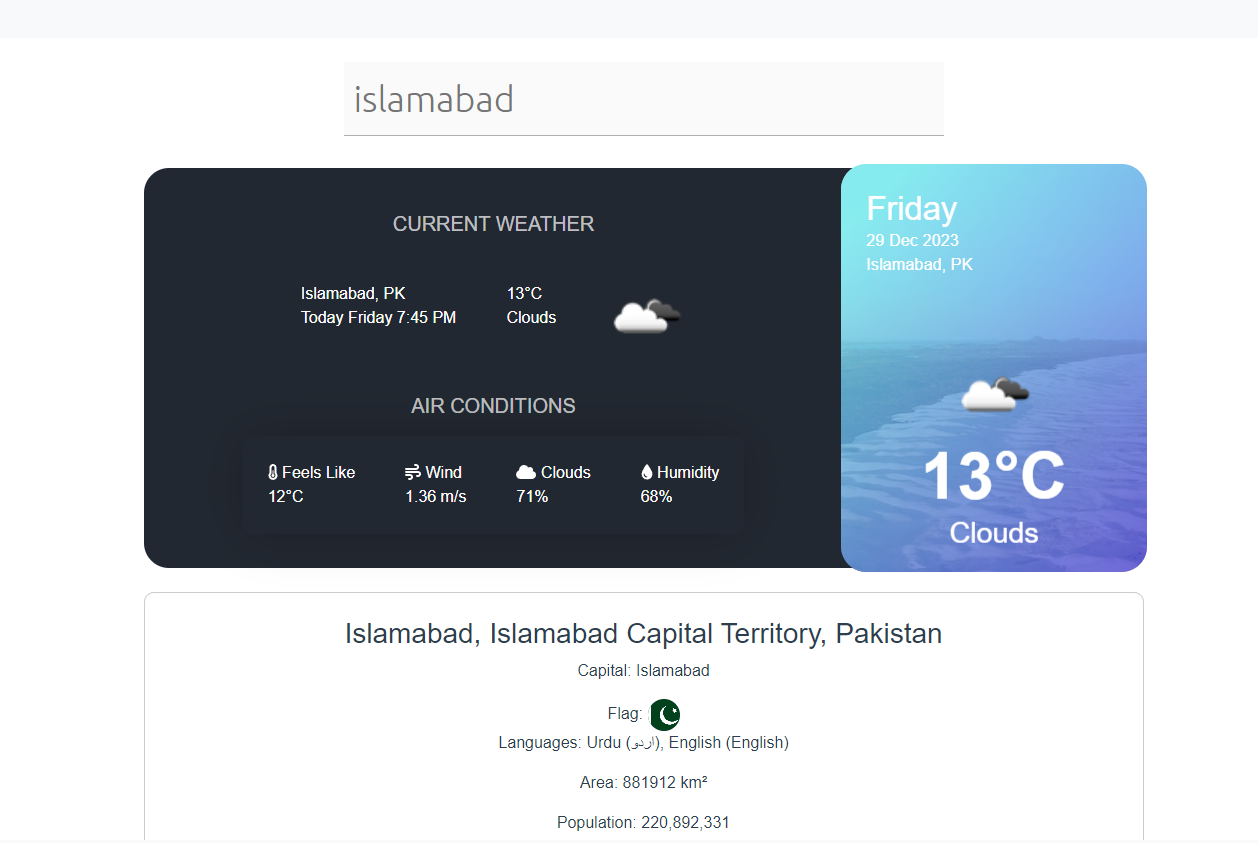 islamabad
CURRENT WEATHER
Islamabad, PK
Today Friday 7:45 PM
13°C
Clouds
AIR CONDITIONS
Feels Like
12°C
Wind
1.36 m/s
Clouds
71%
Humidity
68%
Friday
29 Dec 2023
Islamabad, PK
13°C
Clouds
Islamabad, Islamabad Capital Territory, Pakistan
Capital: Islamabad
Flag:
Languages: Urdu (اردو), English (English)
Area: 881912 km²
Population: 220,892,331